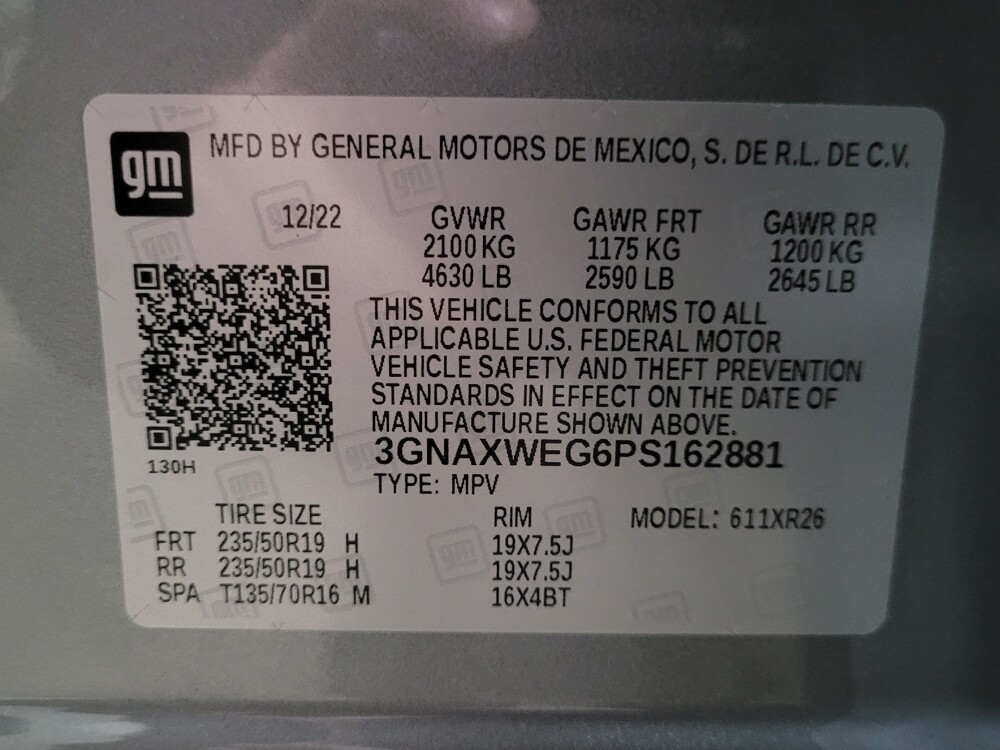 gm MFD BY GENERAL MOTORS DE MEXICO, S. DE R.L. DE C.V.
12/22 GVWR GAWR FRT GAWR RR
2100 KG 1175 KG 1200 KG
4630 LB 2590 LB 2645 LB
THIS VEHICLE CONFORMS TO ALL
APPLICABLE U.S. FEDERAL MOTOR
VEHICLE SAFETY AND THEFT PREVENTION
STANDARDS IN EFFECT ON THE DATE OF
MANUFACTURE SHOWN ABOVE.
3GNAXWEG6PS162881
130H
TYPE: MPV
TIRE SIZE RIM MODEL: 611XR26
FRT 235/50R19 H 19X7.5J
RR 235/50R19 H 19X7.5J
SPA T135/70R16 M 16X4BT